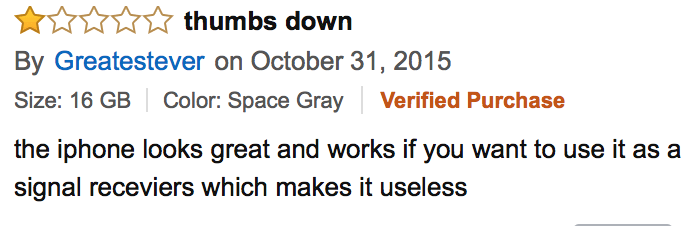 thumbs down
By Greatestever on October 31, 2015
Size: 16 GB Color: Space Gray Verified Purchase
the iphone looks great and works if you want to use it as a
signal receviers which makes it useless